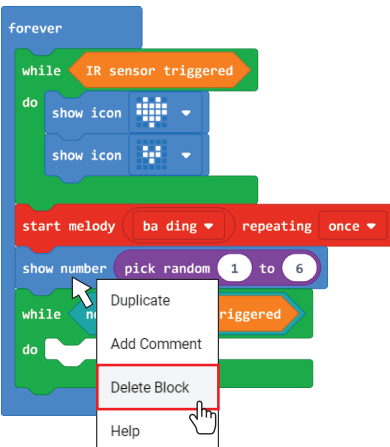 forever
while IR sensor triggered
do
show icon
show icon
start melody ba ding repeating once
show number pick random 1 to 6
while riggered
do
Duplicate
Add Comment
Delete Block
Help